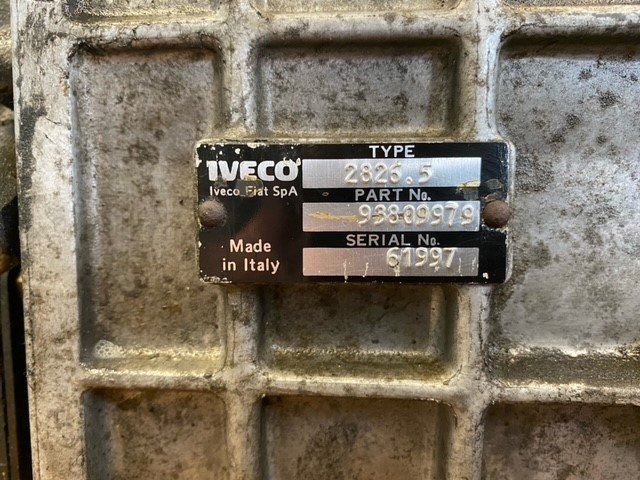 TYPE
IVECO 2826.5
Iveco Fiat SpA
PART No.
93809979
SERIAL No.
Made
in Italy
61997